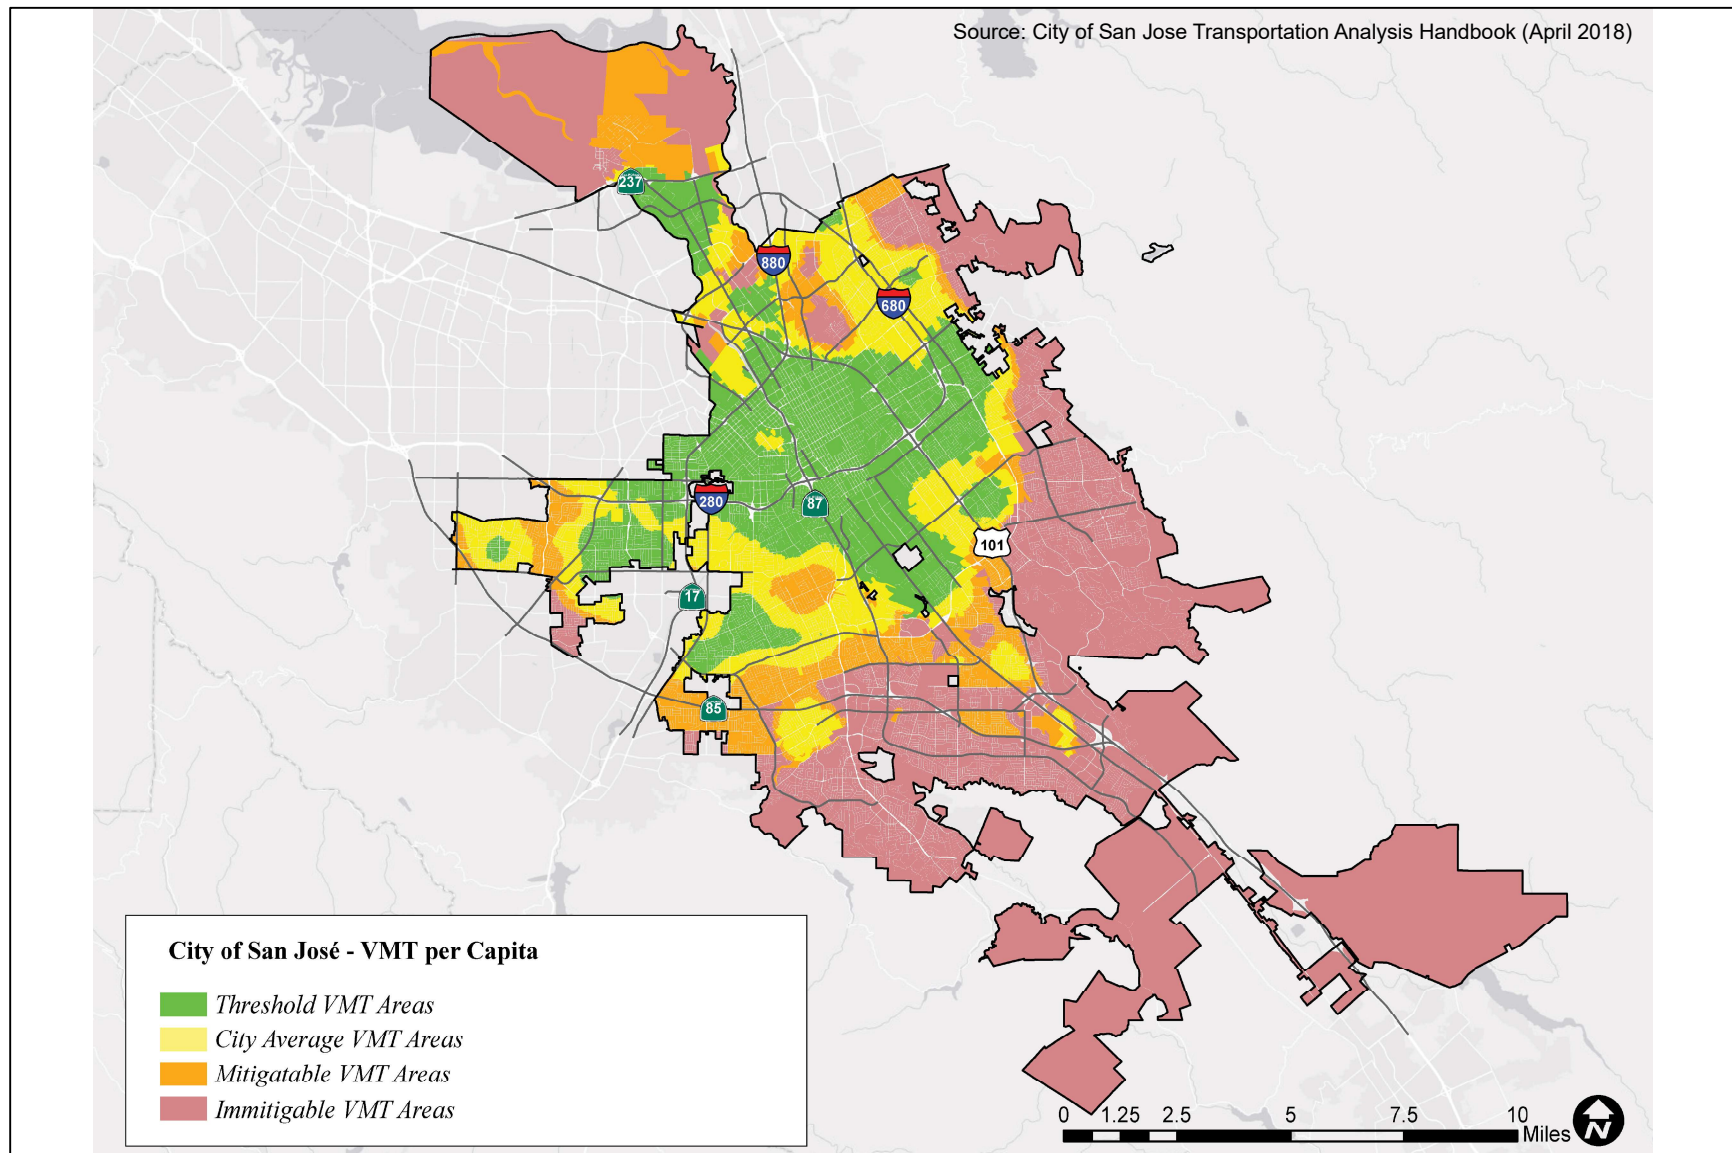 Source: City of San Jose Transportation Analysis Handbook (April 2018)
237
880
680
280
87
101
17
85
City of San José - VMT per Capita
Threshold VMT Areas
City Average VMT Areas
Mitigatable VMT Areas
Immitigable VMT Areas
0 1.25 2.5 5 7.5 10
Miles
N